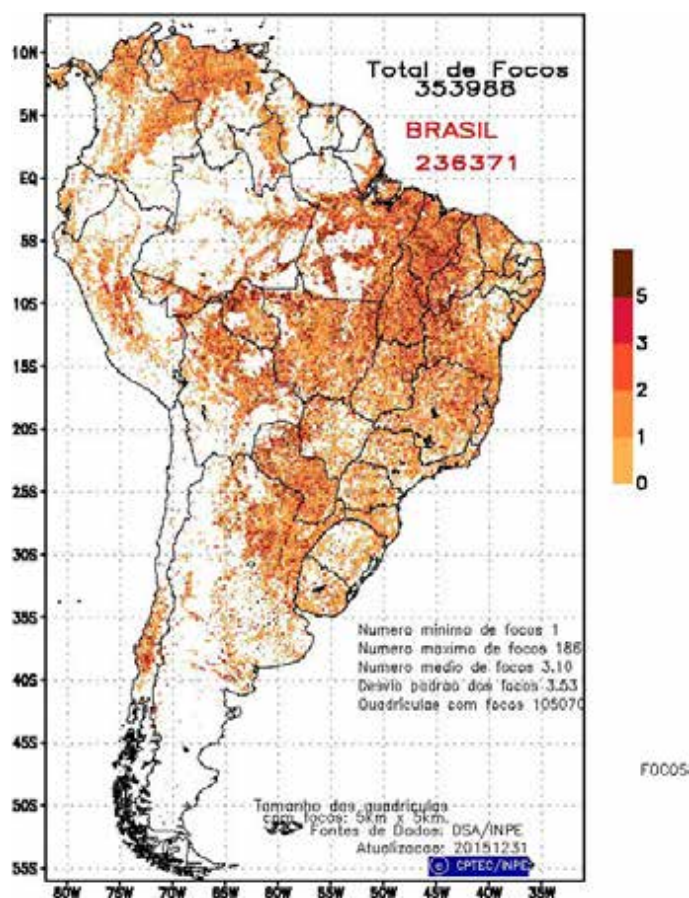 Total de Focos
353988
BRASIL
236371
10N
5N
EQ
5S
10S
15S
20S
25S
30S
35S
40S
45S
50S
55S
5
3
2
1
0
Numero mínimo de focos 1
Numero maximo de focos 186
Numero medio de focos 3.10
Desvio padrao dos focos 3.53
Quadriculas com focos 105070
FOCOS
Tamanho das quadriculas
com focos: 5km x 5km.
Fontes de Dados: DSA/INPE
Atualizacao: 20151231
© CPTEC/INPE
80W 75W 70W 65W 60W 55W 50W 45W 40W 35W